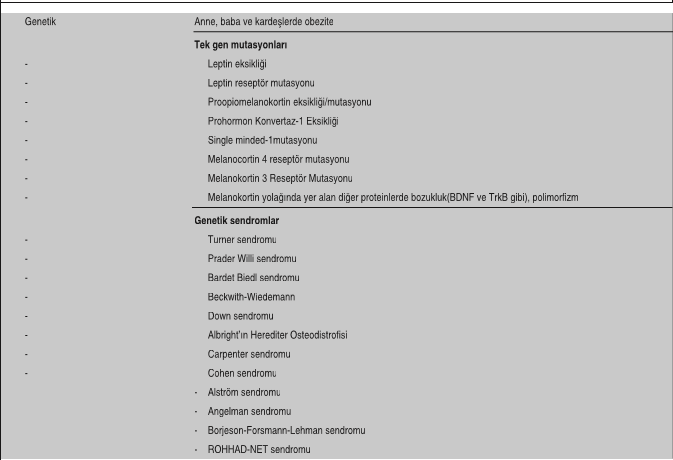 Genetik Anne, baba ve kardeşlerde obezite
Tek gen mutasyonları
- Leptin eksikliği
- Leptin reseptör mutasyonu
- Proopiomelanokortin eksikliği/mutasyonu
- Prohormon Konvertaz-1 Eksikliği
- Single minded-1mutasyonu
- Melanocortin 4 reseptör mutasyonu
- Melanokortin 3 Reseptör Mutasyonu
- Melanokortin yolağında yer alan diğer proteinlerde bozukluk(BDNF ve TrkB gibi), polimorfizm
Genetik sendromlar
- Turner sendromu
- Prader Willi sendromu
- Bardet Biedl sendromu
- Beckwith-Wiedemann
- Down sendromu
- Albright'ın Herediter Osteodistrofisi
- Carpenter sendromu
- Cohen sendromu
- Alström sendromu
- Angelman sendromu
- Borjeson-Forsmann-Lehman sendromu
- ROHHAD-NET sendromu